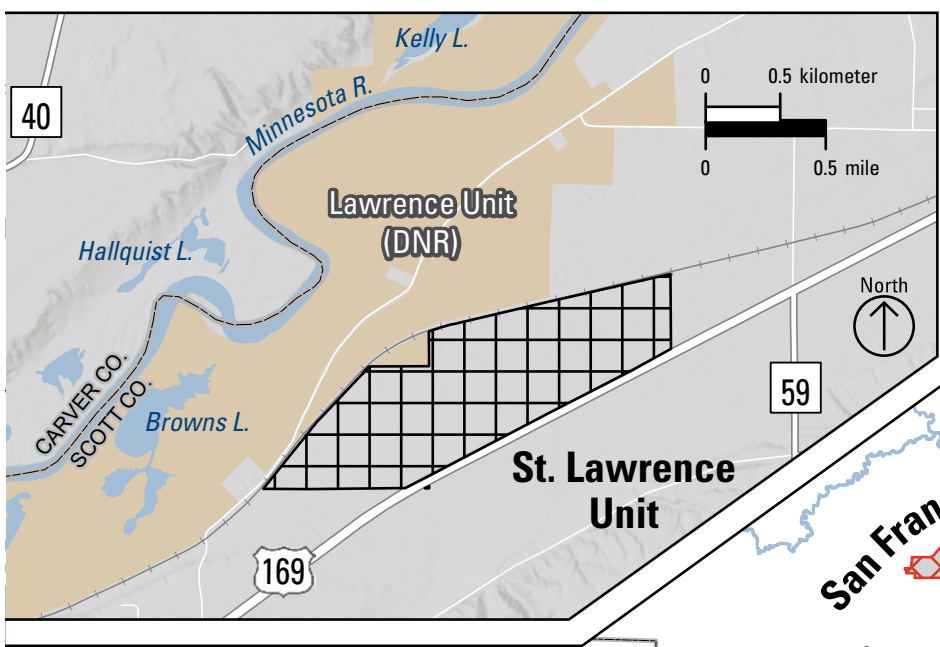 Kelly L.
0 0.5 kilometer
40
Minnesota R.
0 0.5 mile
Lawrence Unit
(DNR)
Hallquist L.
North
CARVER CO.
SCOTT CO.
59
Browns L.
St. Lawrence
Unit
San Fran
169